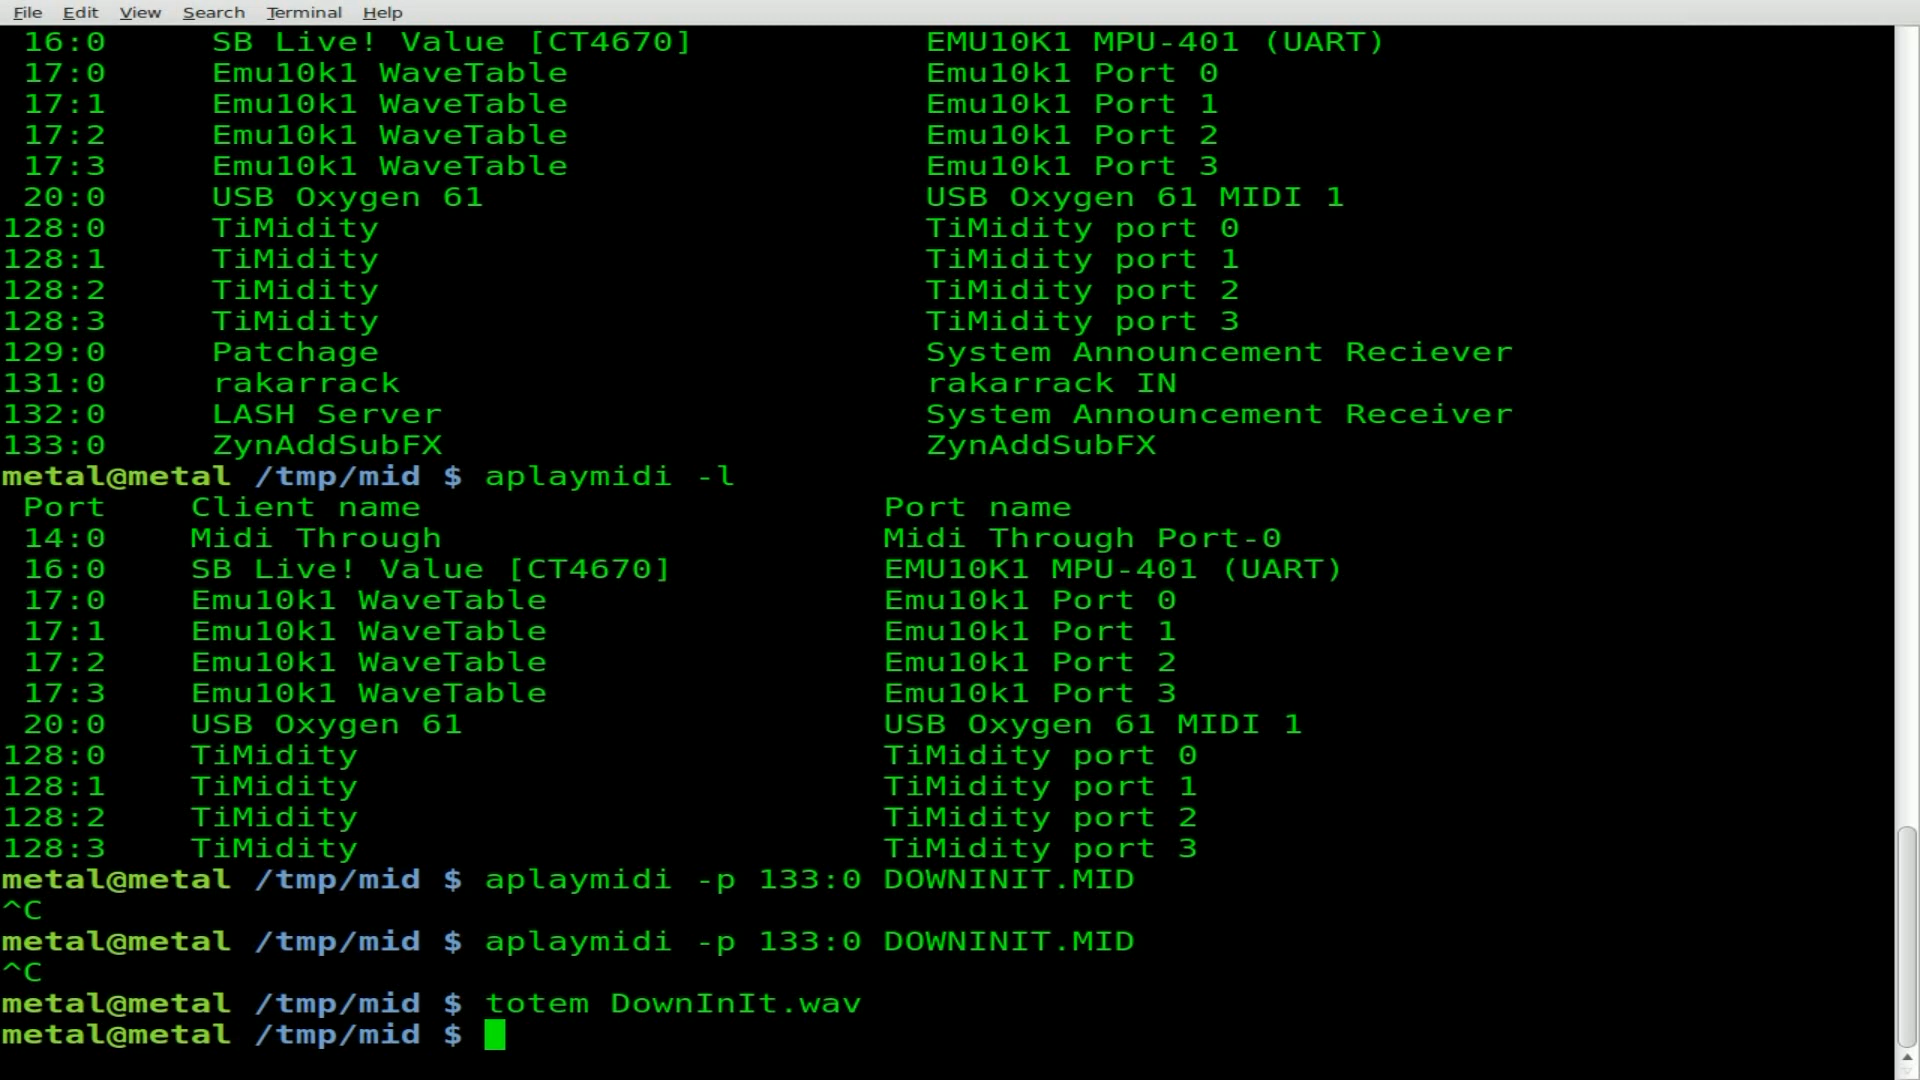 File Edit View Search Terminal Help
16:0 SB Live! Value [CT4670] EMU10K1 MPU-401 (UART)
17:0 Emu10k1 WaveTable Emu10k1 Port 0
17:1 Emu10k1 WaveTable Emu10k1 Port 1
17:2 Emu10k1 WaveTable Emu10k1 Port 2
17:3 Emu10k1 WaveTable Emu10k1 Port 3
20:0 USB Oxygen 61 USB Oxygen 61 MIDI 1
128:0 TiMidity TiMidity port 0
128:1 TiMidity TiMidity port 1
128:2 TiMidity TiMidity port 2
128:3 TiMidity TiMidity port 3
129:0 Patchage System Announcement Reciever
131:0 rakarrack rakarrack IN
132:0 LASH Server System Announcement Receiver
133:0 ZynAddSubFX ZynAddSubFX
metal@metal /tmp/mid $ aplaymidi -l
Port Client name Port name
14:0 Midi Through Midi Through Port-0
16:0 SB Live! Value [CT4670] EMU10K1 MPU-401 (UART)
17:0 Emu10k1 WaveTable Emu10k1 Port 0
17:1 Emu10k1 WaveTable Emu10k1 Port 1
17:2 Emu10k1 WaveTable Emu10k1 Port 2
17:3 Emu10k1 WaveTable Emu10k1 Port 3
20:0 USB Oxygen 61 USB Oxygen 61 MIDI 1
128:0 TiMidity TiMidity port 0
128:1 TiMidity TiMidity port 1
128:2 TiMidity TiMidity port 2
128:3 TiMidity TiMidity port 3
metal@metal /tmp/mid $ aplaymidi -p 133:0 DOWNINIT.MID
^C
metal@metal /tmp/mid $ aplaymidi -p 133:0 DOWNINIT.MID
^C
metal@metal /tmp/mid $ totem DownInIt.wav
metal@metal /tmp/mid $